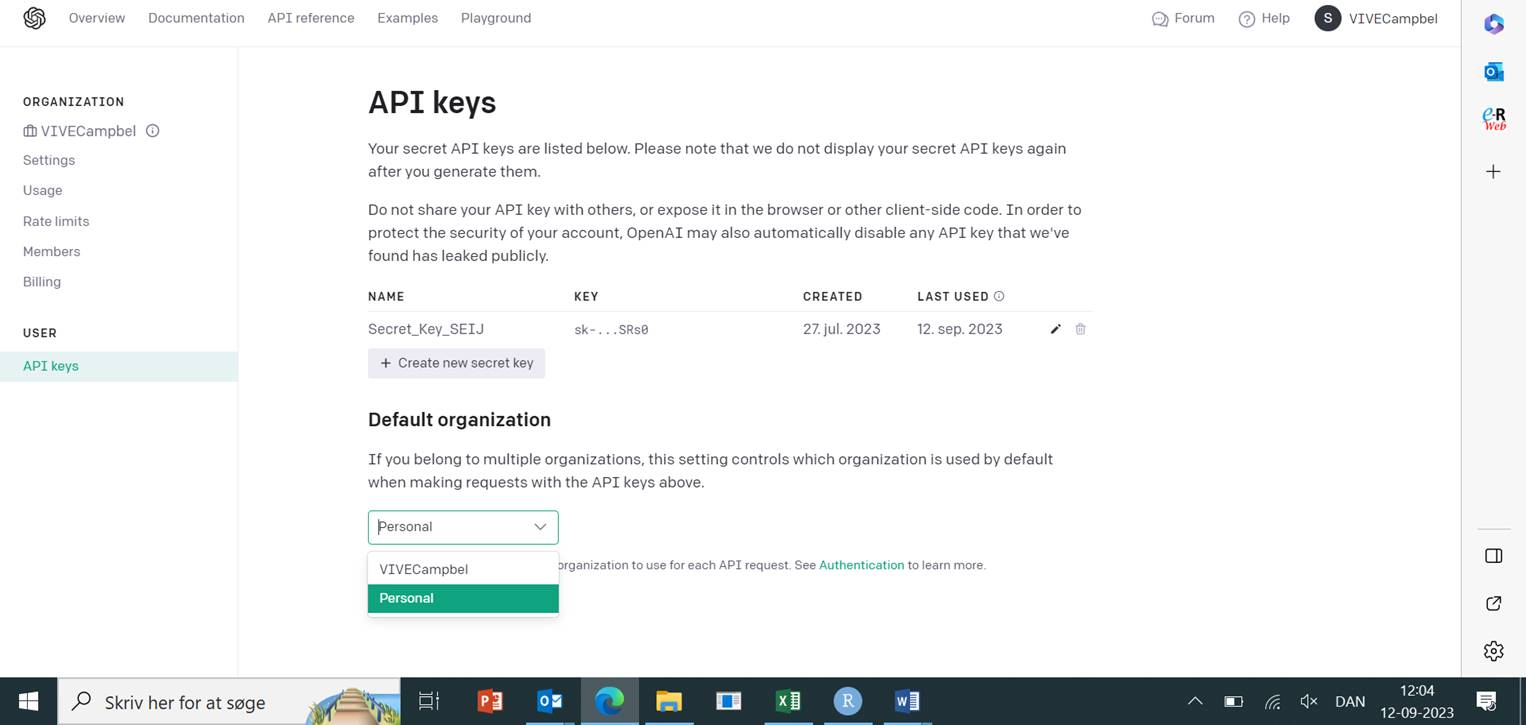 Overview Documentation API reference Examples Playground Forum Help S VIVECampbel
ORGANIZATION
VIVECampbel
Settings
Usage
Rate limits
Members
Billing
USER
API keys
API keys
Your secret API keys are listed below. Please note that we do not display your secret API keys again
after you generate them.
Do not share your API key with others, or expose it in the browser or other client-side code. In order to
protect the security of your account, OpenAI may also automatically disable any API key that we've
found has leaked publicly.
NAME KEY CREATED LAST USED
Secret_Key_SEIJ sk-...SRs0 27. jul. 2023 12. sep. 2023
+ Create new secret key
Default organization
If you belong to multiple organizations, this setting controls which organization is used by default
when making requests with the API keys above.
Personal
VIVECampbel
Personal
organization to use for each API request. See Authentication to learn more.
e-R
Web
Skriv her for at søge
DAN
12:04
12-09-2023